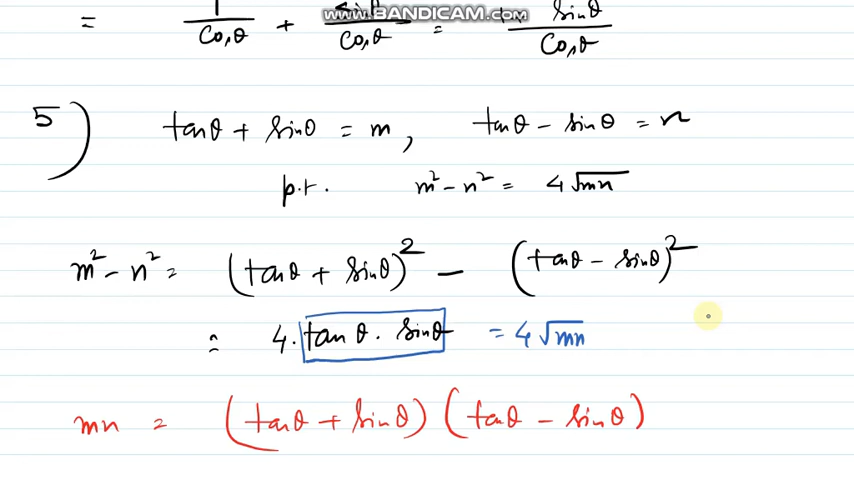 www.BANDICAM.com
= 1/cosθ + sinθ/cosθ = sinθ/cosθ
5) tanθ + sinθ = m, tanθ - sinθ = n
p.t. m² - n² = 4√mn
m² - n² = (tanθ + sinθ)² - (tanθ - sinθ)²
= 4. tan θ . sinθ = 4√mn
mn = (tanθ + sinθ) (tanθ - sinθ)